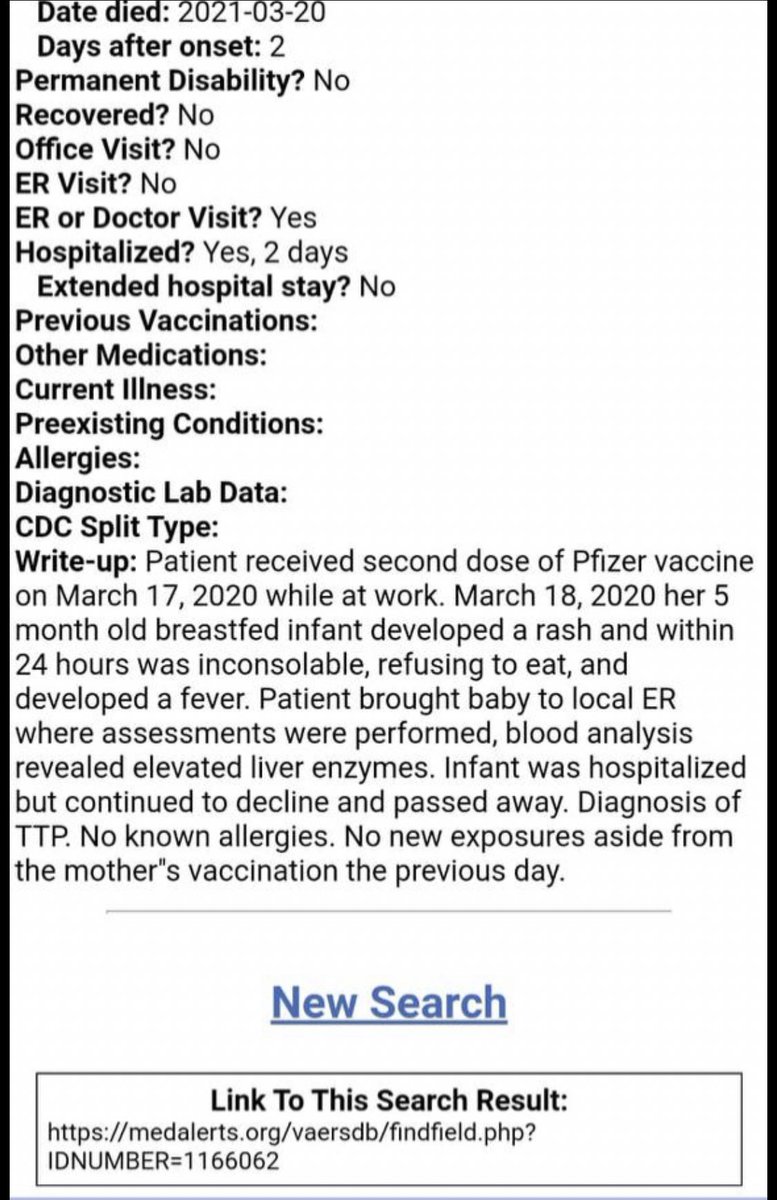 Date died: 2021-03-20
Days after onset: 2
Permanent Disability? No
Recovered? No
Office Visit? No
ER Visit? No
ER or Doctor Visit? Yes
Hospitalized? Yes, 2 days
Extended hospital stay? No
Previous Vaccinations:
Other Medications:
Current Illness:
Preexisting Conditions:
Allergies:
Diagnostic Lab Data:
CDC Split Type:
Write-up: Patient received second dose of Pfizer vaccine
on March 17, 2020 while at work. March 18, 2020 her 5
month old breastfed infant developed a rash and within
24 hours was inconsolable, refusing to eat, and
developed a fever. Patient brought baby to local ER
where assessments were performed, blood analysis
revealed elevated liver enzymes. Infant was hospitalized
but continued to decline and passed away. Diagnosis of
TTP. No known allergies. No new exposures aside from
the mother"s vaccination the previous day.
New Search
Link To This Search Result:
https://medalerts.org/vaersdb/findfield.php?
IDNUMBER=1166062